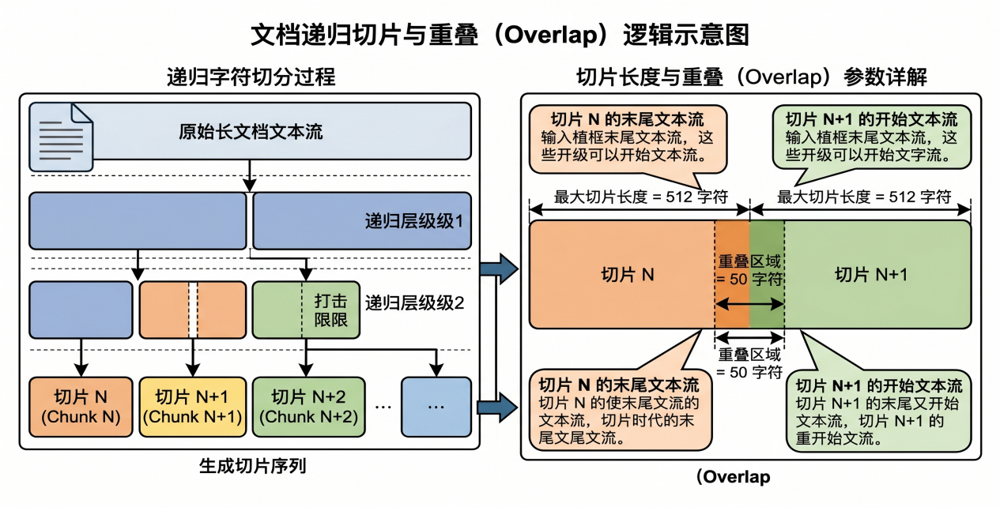 文档递归切片与重叠（Overlap）逻辑示意图
递归字符切分过程
原始长文档文本流
递归层级级1
打击
限限
递归层级级2
切片 N
(Chunk N)
切片 N+1
(Chunk N+1)
切片 N+2
(Chunk N+2)
...
...
生成切片序列
切片长度与重叠（Overlap）参数详解
切片 N 的末尾文本流
输入植框末尾文本流，这
些开级可以开始文本流。
切片 N+1 的开始文本流
输入植框末尾文本流，这
些开级可以开始文字流。
最大切片长度 = 512 字符
最大切片长度 = 512 字符
切片 N
重叠区域
= 50 字符
切片 N+1
重叠区域
= 50 字符
切片 N 的末尾文本流
切片 N 的使末尾文流的
文本流，切片时代的末
尾文尾文流。
切片 N+1 的开始文本流
切片 N+1 的末尾又开始
文本流，切片 N+1 的
重开始文流。
(Overlap